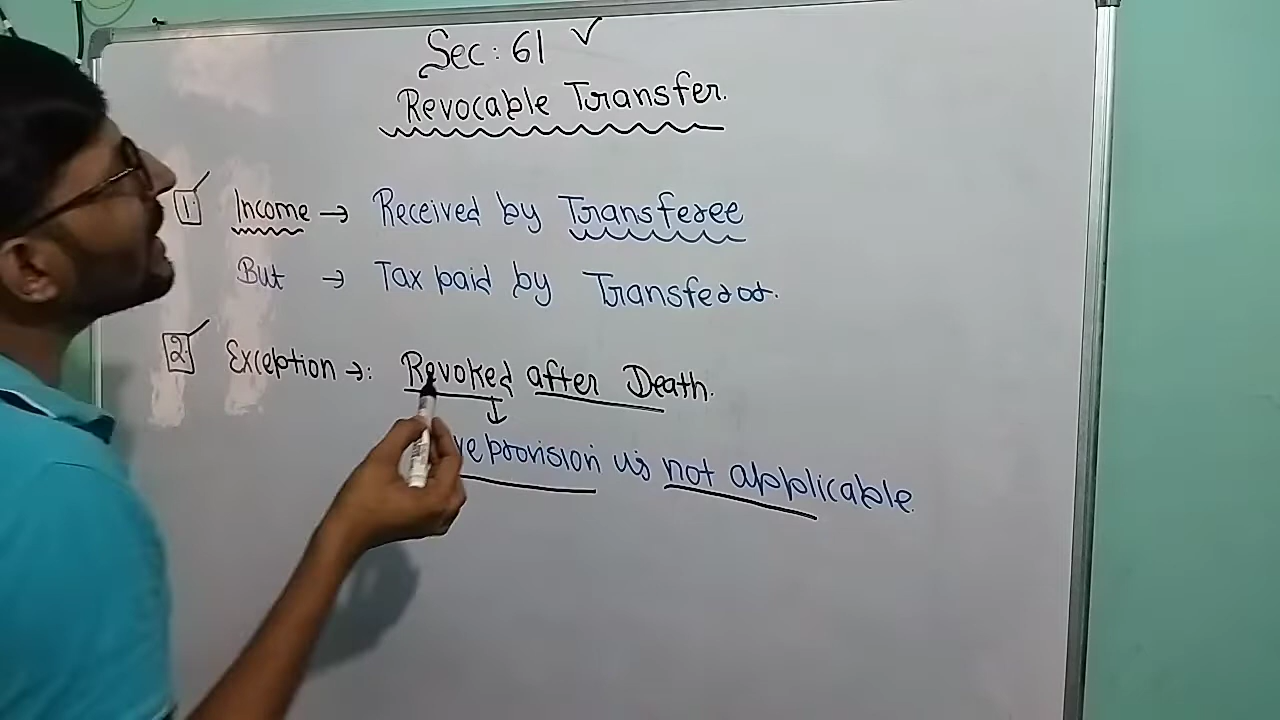 Sec: 61 ✓
Revocable Transfer.
1. Income → Received by Transferee
But → Tax paid by Transferor.
2. Exception →: Revoked after Death.
↓
provision is not applicable.